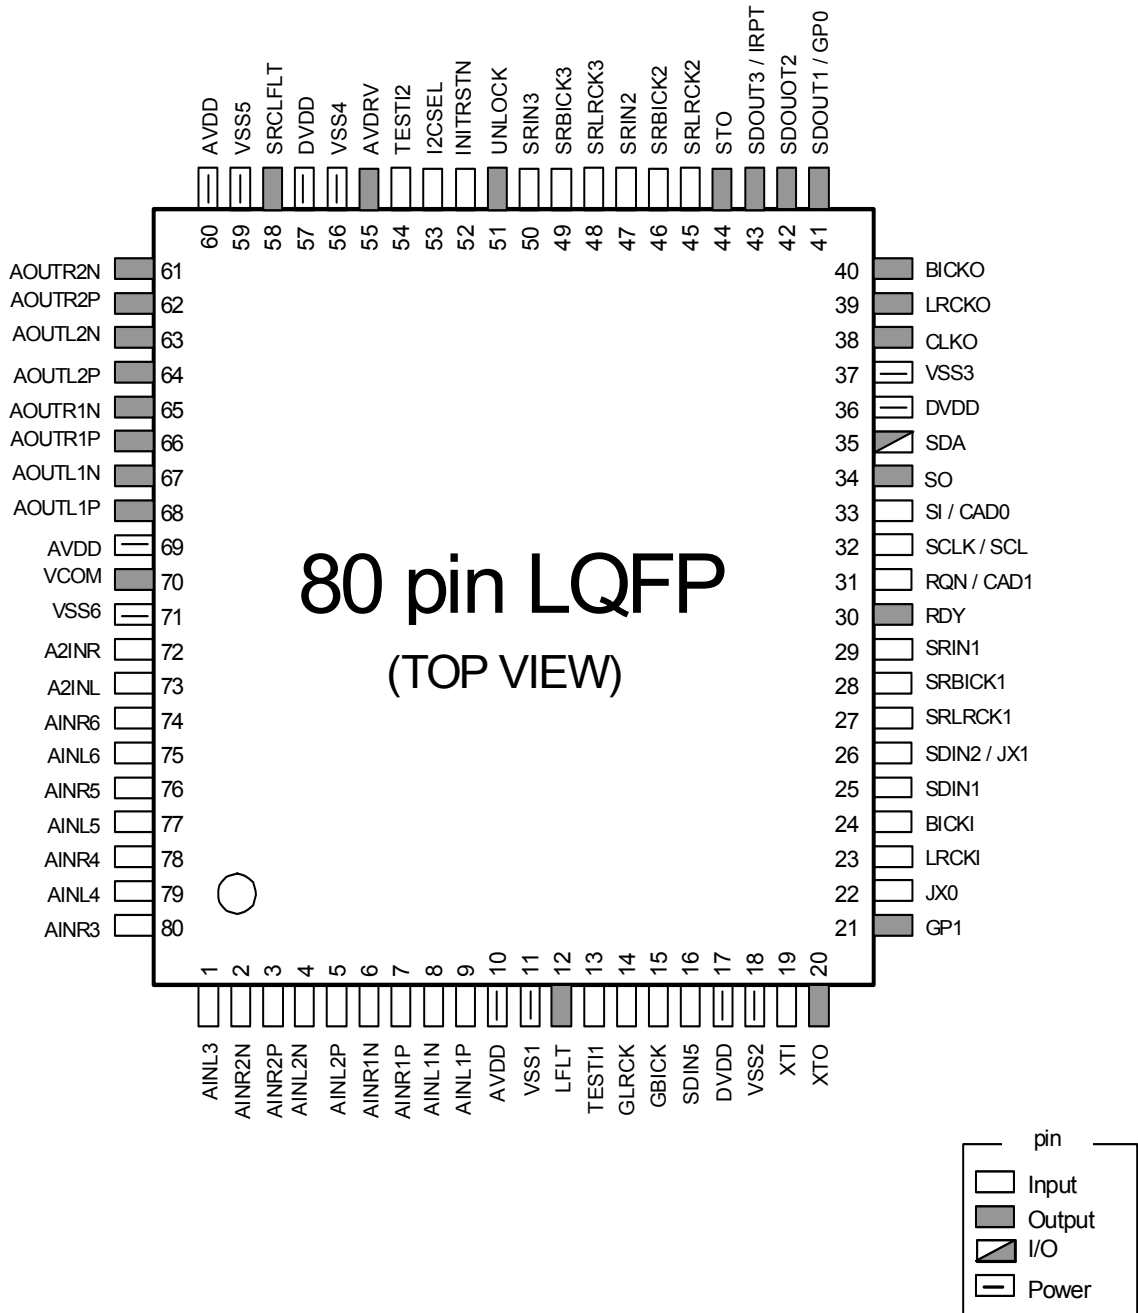 AVDD
VSS5
SRCLFLT
DVDD
VSS4
AVDRV
TESTI2
I2CSEL
INITRSTN
UNLOCK
SRIN3
SRBICK3
SRLRCK3
SRIN2
SRBICK2
SRLRCK2
STO
SDOUT3 / IRPT
SDOUOT2
SDOUT1 / GP0
60
59
58
57
56
55
54
53
52
51
50
49
48
47
46
45
44
43
42
41
AOUTR2N 61
AOUTR2P 62
AOUTL2N 63
AOUTL2P 64
AOUTR1N 65
AOUTR1P 66
AOUTL1N 67
AOUTL1P 68
AVDD 69
VCOM 70
VSS6 71
A2INR 72
A2INL 73
AINR6 74
AINL6 75
AINR5 76
AINL5 77
AINR4 78
AINL4 79
AINR3 80
80 pin LQFP
(TOP VIEW)
40 BICKO
39 LRCKO
38 CLKO
37 VSS3
36 DVDD
35 SDA
34 SO
33 SI / CAD0
32 SCLK / SCL
31 RQN / CAD1
30 RDY
29 SRIN1
28 SRBICK1
27 SRLRCK1
26 SDIN2 / JX1
25 SDIN1
24 BICKI
23 LRCKI
22 JX0
21 GP1
1
2
3
4
5
6
7
8
9
10
11
12
13
14
15
16
17
18
19
20
AINL3
AINR2N
AINR2P
AINL2N
AINL2P
AINR1N
AINR1P
AINL1N
AINL1P
AVDD
VSS1
LFLT
TESTI1
GLRCK
GBICK
SDIN5
DVDD
VSS2
XTI
XTO
pin
Input
Output
I/O
Power